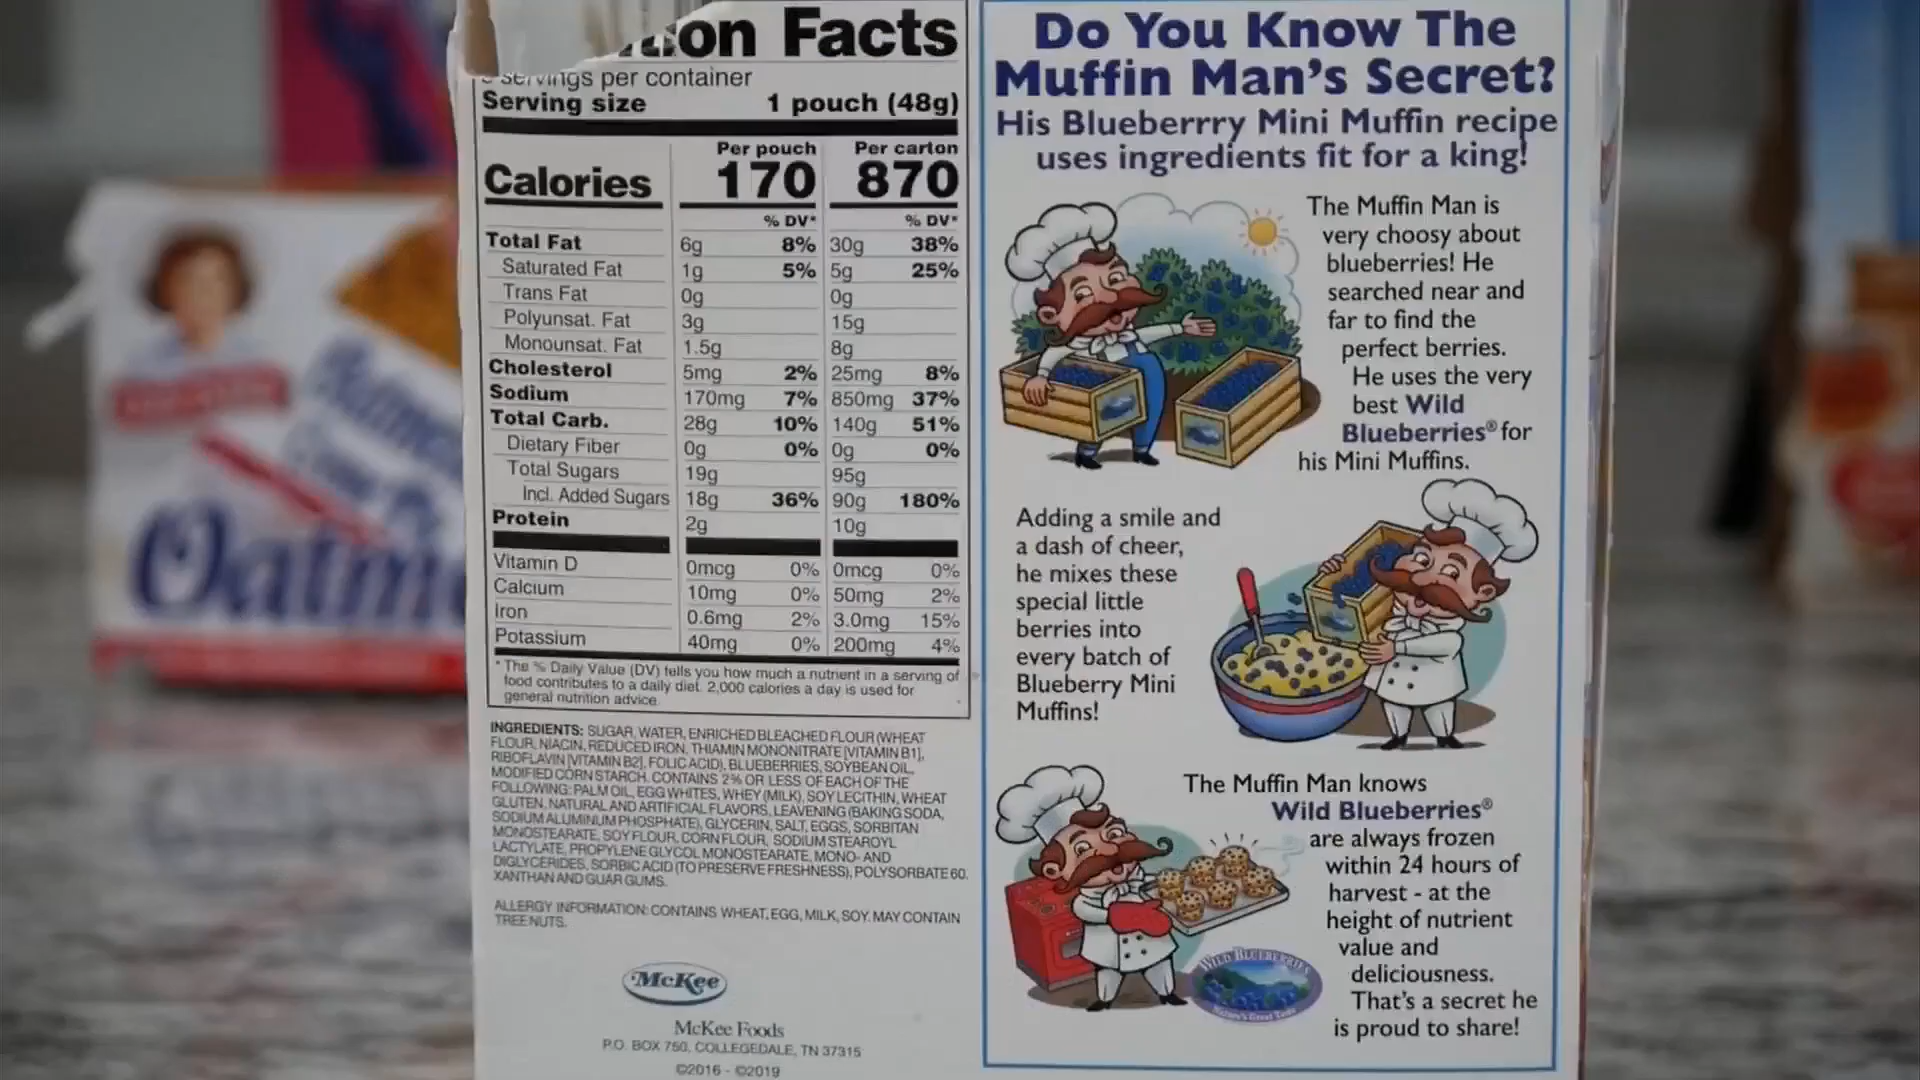 on Facts
servings per container
Serving size 1 pouch (48g)
Per pouch Per carton
Calories 170 870
% DV* % DV*
Total Fat 6g 8% 30g 38%
Saturated Fat 1g 5% 5g 25%
Trans Fat 0g 0g
Polyunsat. Fat 3g 15g
Monounsat. Fat 1.5g 8g
Cholesterol 5mg 2% 25mg 8%
Sodium 170mg 7% 850mg 37%
Total Carb. 28g 10% 140g 51%
Dietary Fiber 0g 0% 0g 0%
Total Sugars 19g 95g
Incl. Added Sugars 18g 36% 90g 180%
Protein 2g 10g
Vitamin D 0mcg 0% 0mcg 0%
Calcium 10mg 0% 50mg 2%
Iron 0.6mg 2% 3.0mg 15%
Potassium 40mg 0% 200mg 4%
* The % Daily Value (DV) tells you how much a nutrient in a serving of
food contributes to a daily diet. 2,000 calories a day is used for
general nutrition advice.
INGREDIENTS: SUGAR, WATER, ENRICHED BLEACHED FLOUR (WHEAT
FLOUR, NIACIN, REDUCED IRON, THIAMIN MONONITRATE [VITAMIN B1],
RIBOFLAVIN [VITAMIN B2], FOLIC ACID), BLUEBERRIES, SOYBEAN OIL,
MODIFIED CORN STARCH. CONTAINS 2% OR LESS OF EACH OF THE
FOLLOWING: PALM OIL, EGG WHITES, WHEY (MILK), SOY LECITHIN, WHEAT
GLUTEN, NATURAL AND ARTIFICIAL FLAVORS, LEAVENING (BAKING SODA,
SODIUM ALUMINUM PHOSPHATE), GLYCERIN, SALT, EGGS, SORBITAN
MONOSTEARATE, SOY FLOUR, CORN FLOUR, SODIUM STEAROYL
LACTYLATE, PROPYLENE GLYCOL MONOSTEARATE, MONO- AND
DIGLYCERIDES, SORBIC ACID (TO PRESERVE FRESHNESS), POLYSORBATE 60,
XANTHAN AND GUAR GUMS.
ALLERGY INFORMATION: CONTAINS WHEAT, EGG, MILK, SOY. MAY CONTAIN
TREE NUTS.
McKee
McKee Foods
P.O. BOX 750, COLLEGEDALE, TN 37315
©2016 - ©2019
Do You Know The
Muffin Man's Secret?
His Blueberrry Mini Muffin recipe
uses ingredients fit for a king!
The Muffin Man is
very choosy about
blueberries! He
searched near and
far to find the
perfect berries.
He uses the very
best Wild
Blueberries® for
his Mini Muffins.
Adding a smile and
a dash of cheer,
he mixes these
special little
berries into
every batch of
Blueberry Mini
Muffins!
The Muffin Man knows
Wild Blueberries®
are always frozen
within 24 hours of
harvest - at the
height of nutrient
value and
deliciousness.
That's a secret he
is proud to share!
WILD BLUEBERRIES
Nature's Great Taste